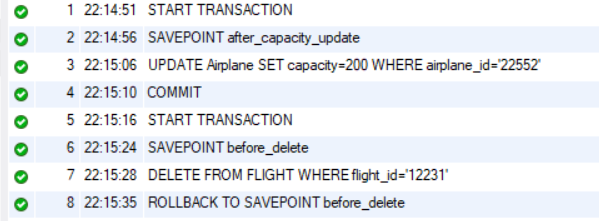 1 22:14:51 START TRANSACTION
2 22:14:56 SAVEPOINT after_capacity_update
3 22:15:06 UPDATE Airplane SET capacity=200 WHERE airplane_id='22552'
4 22:15:10 COMMIT
5 22:15:16 START TRANSACTION
6 22:15:24 SAVEPOINT before_delete
7 22:15:28 DELETE FROM FLIGHT WHERE flight_id='12231'
8 22:15:35 ROLLBACK TO SAVEPOINT before_delete